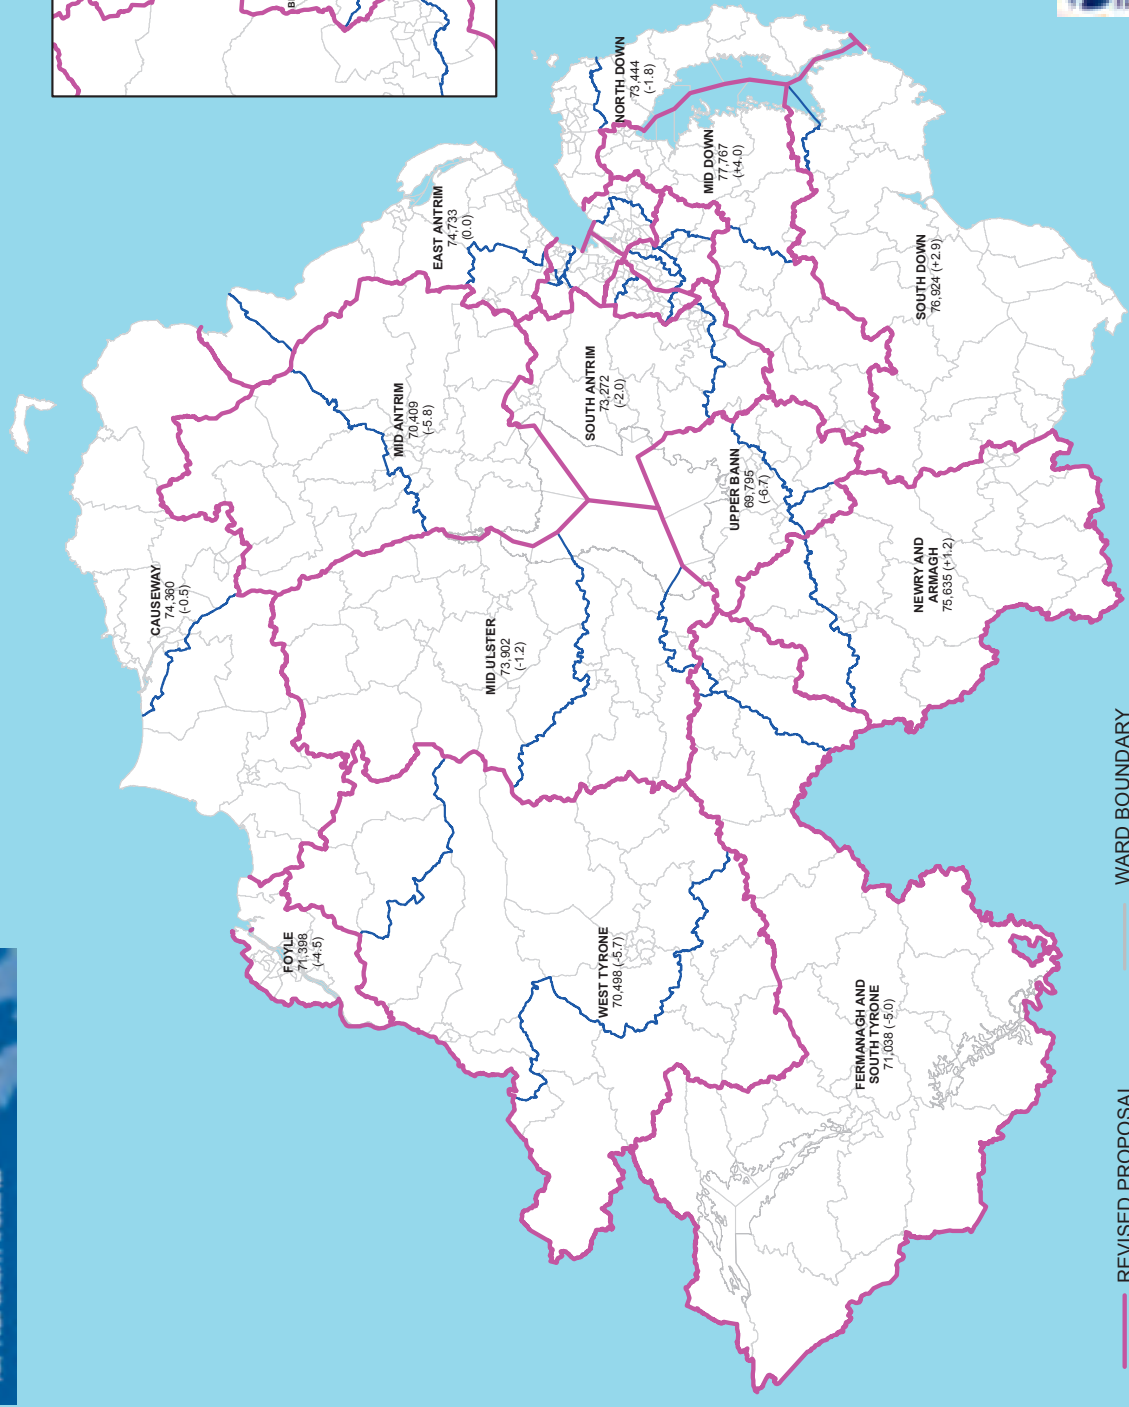 NORTH DOWN
73,444
(-1.8)
MID DOWN
77,767
(+4.0)
EAST ANTRIM
74,733
(0.0)
SOUTH DOWN
76,924 (+2.9)
SOUTH ANTRIM
73,272
(-2.0)
MID ANTRIM
70,409
(-5.8)
UPPER BANN
69,795
(-6.7)
CAUSEWAY
74,360
(-0.5)
NEWRY AND
ARMAGH
75,635 (+1.2)
MID ULSTER
73,902
(-1.2)
FOYLE
71,398
(-4.5)
WEST TYRONE
70,498 (-5.7)
FERMANAGH AND
SOUTH TYRONE
71,038 (-5.0)
WARD BOUNDARY
REVISED PROPOSAL